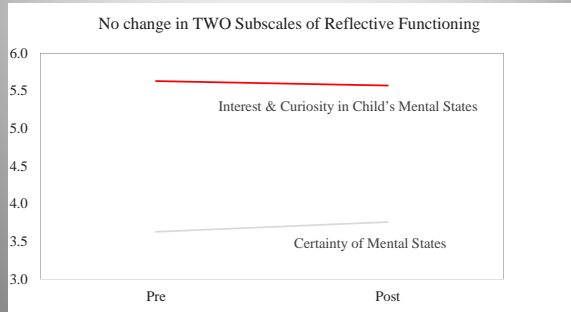 No change in TWO Subscales of Reflective Functioning
6.0
5.5
Interest & Curiosity in Child's Mental States
5.0
4.5
4.0
3.5
Certainty of Mental States
3.0
Pre Post